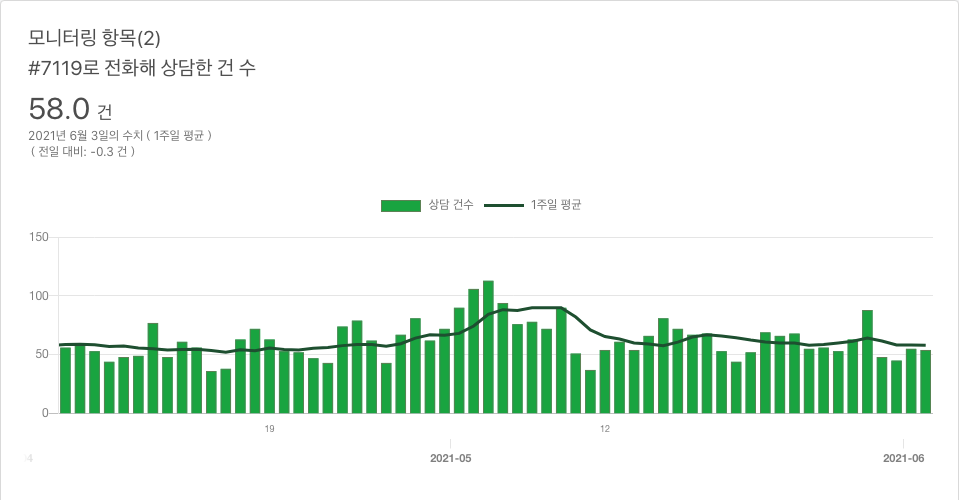 모니터링 항목(2)
#7119로 전화해 상담한 건 수
58.0 건
2021년 6월 3일의 수치 ( 1주일 평균 )
( 전일 대비: -0.3 건 )
상담 건수 1주일 평균
150
100
50
0
19 12
4 2021-05 2021-06